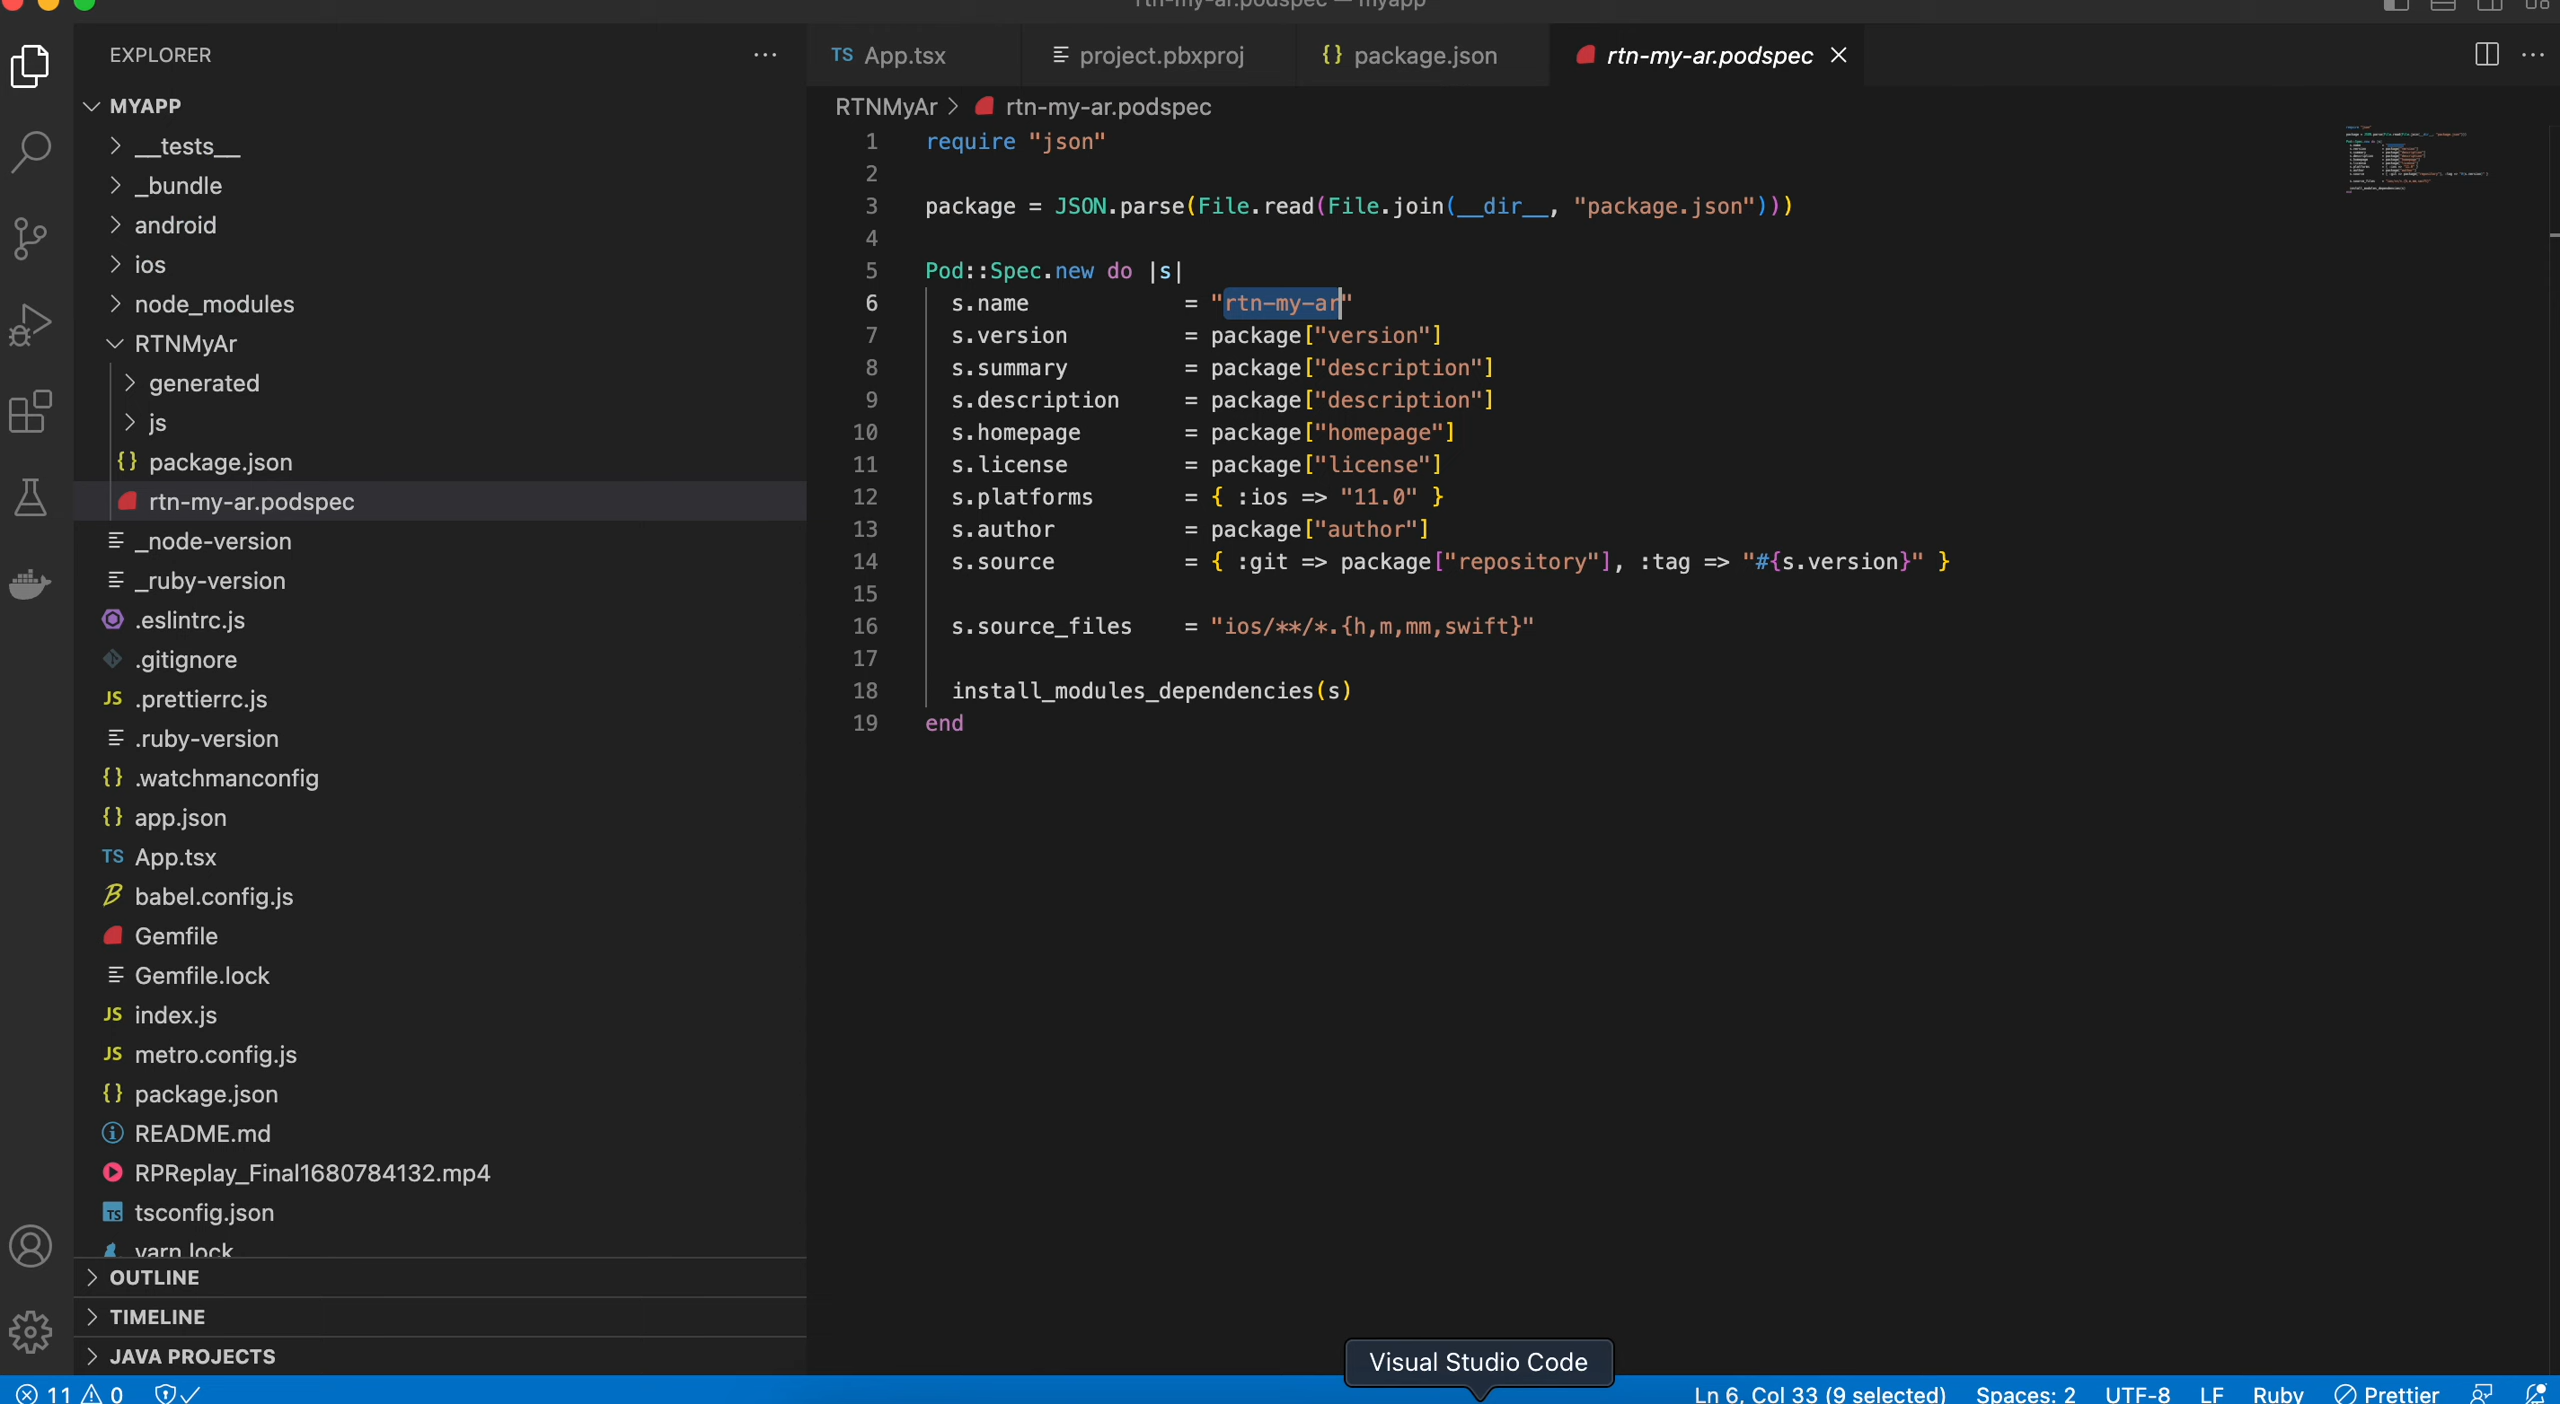 rtn-my-ar.podspec — myapp
EXPLORER
MYAPP
__tests__
_bundle
android
ios
node_modules
RTNMyAr
generated
js
{} package.json
rtn-my-ar.podspec
_node-version
_ruby-version
.eslintrc.js
.gitignore
JS .prettierrc.js
.ruby-version
{} .watchmanconfig
{} app.json
TS App.tsx
babel.config.js
Gemfile
Gemfile.lock
JS index.js
JS metro.config.js
{} package.json
README.md
RPReplay_Final1680784132.mp4
TS tsconfig.json
yarn.lock
OUTLINE
TIMELINE
JAVA PROJECTS
TS App.tsx
project.pbxproj
{} package.json
rtn-my-ar.podspec
RTNMyAr > rtn-my-ar.podspec
1 require "json"
2
3 package = JSON.parse(File.read(File.join(__dir__, "package.json")))
4
5 Pod::Spec.new do |s|
6 s.name = "rtn-my-ar"
7 s.version = package["version"]
8 s.summary = package["description"]
9 s.description = package["description"]
10 s.homepage = package["homepage"]
11 s.license = package["license"]
12 s.platforms = { :ios => "11.0" }
13 s.author = package["author"]
14 s.source = { :git => package["repository"], :tag => "#{s.version}" }
15
16 s.source_files = "ios/**/*.{h,m,mm,swift}"
17
18 install_modules_dependencies(s)
19 end
Visual Studio Code
11 0
Ln 6, Col 33 (9 selected) Spaces: 2 UTF-8 LF Ruby Prettier